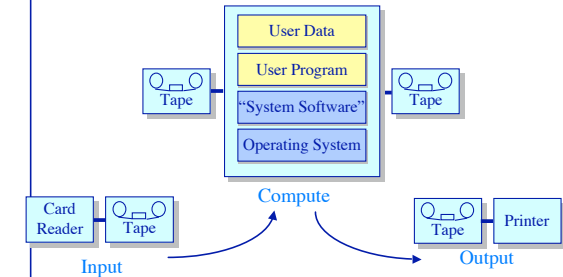 User Data
User Program
Tape
Tape
“System Software”
Operating System
Compute
Card
Reader
Tape
Tape
Printer
Input
Output